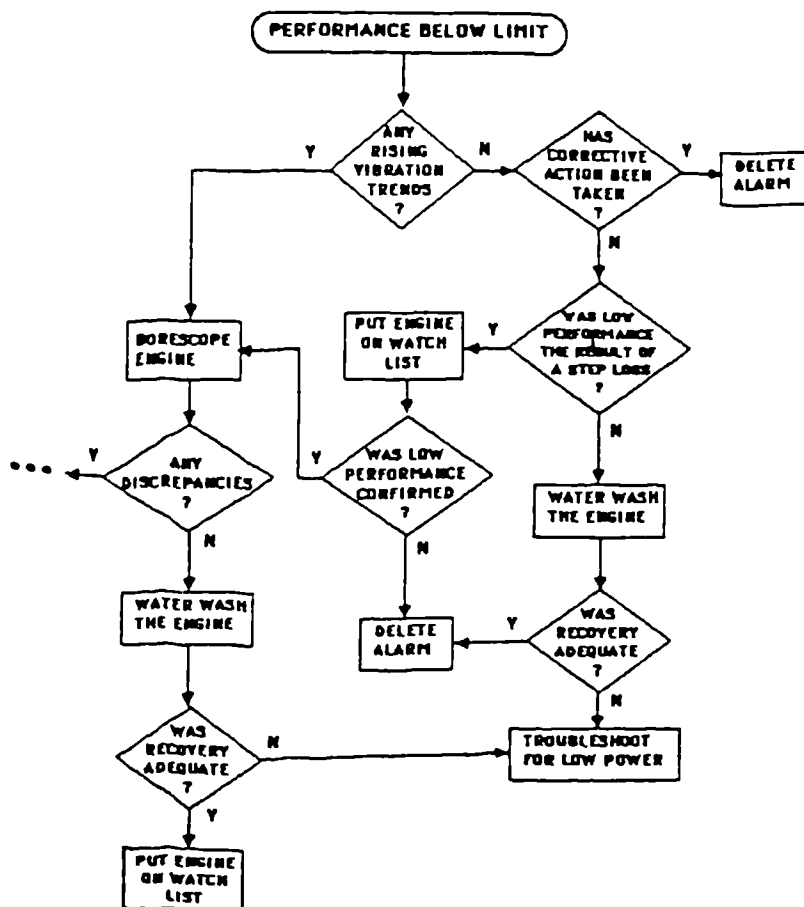 PERFORMANCE BELOW LIMIT
ANY
RISING
VIBRATION
TRENDS
?
Y
N
HAS
CORRECTIVE
ACTION BEEN
TAKEN
?
Y
DELETE
ALARM
N
WAS LOW
PERFORMANCE
THE RESULT OF
A STEP LOSS
?
Y
PUT ENGINE
ON WATCH
LIST
BORESCOPE
ENGINE
N
WAS LOW
PERFORMANCE
CONFIRMED
?
Y
ANY
DISCREPANCIES
?
Y
N
N
WATER WASH
THE ENGINE
WATER WASH
THE ENGINE
WAS
RECOVERY
ADEQUATE
?
Y
DELETE
ALARM
N
WAS
RECOVERY
ADEQUATE
?
N
TROUBLESHOOT
FOR LOW POWER
Y
PUT ENGINE
ON WATCH
LIST